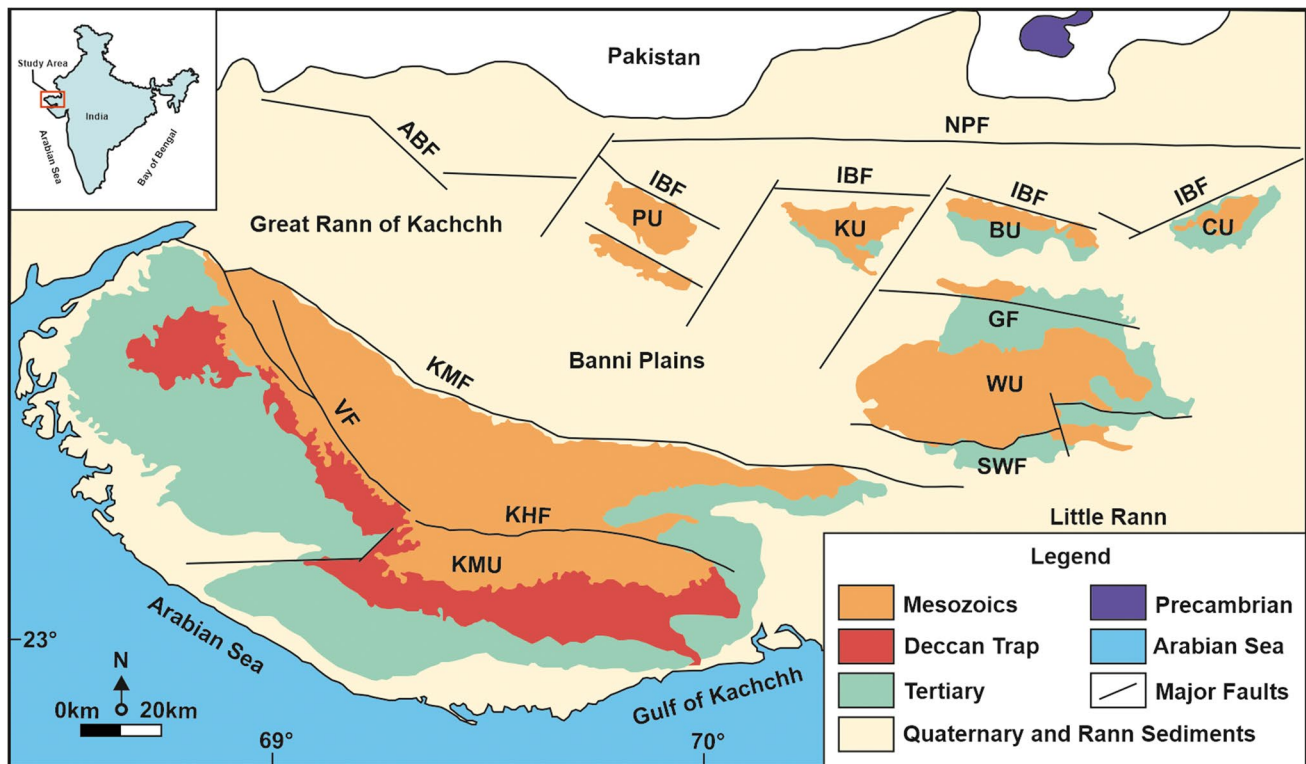 Study Area
India
Arabian Sea
Bay of Bengal
Pakistan
ABF
NPF
IBF
IBF
IBF
IBF
PU
KU
BU
CU
Great Rann of Kachchh
GF
Banni Plains
KMF
WU
VF
SWF
KHF
Little Rann
KMU
Arabian Sea
Gulf of Kachchh
23°
N
0km 20km
69°
70°
Legend
Mesozoics
Precambrian
Deccan Trap
Arabian Sea
Tertiary
Major Faults
Quaternary and Rann Sediments